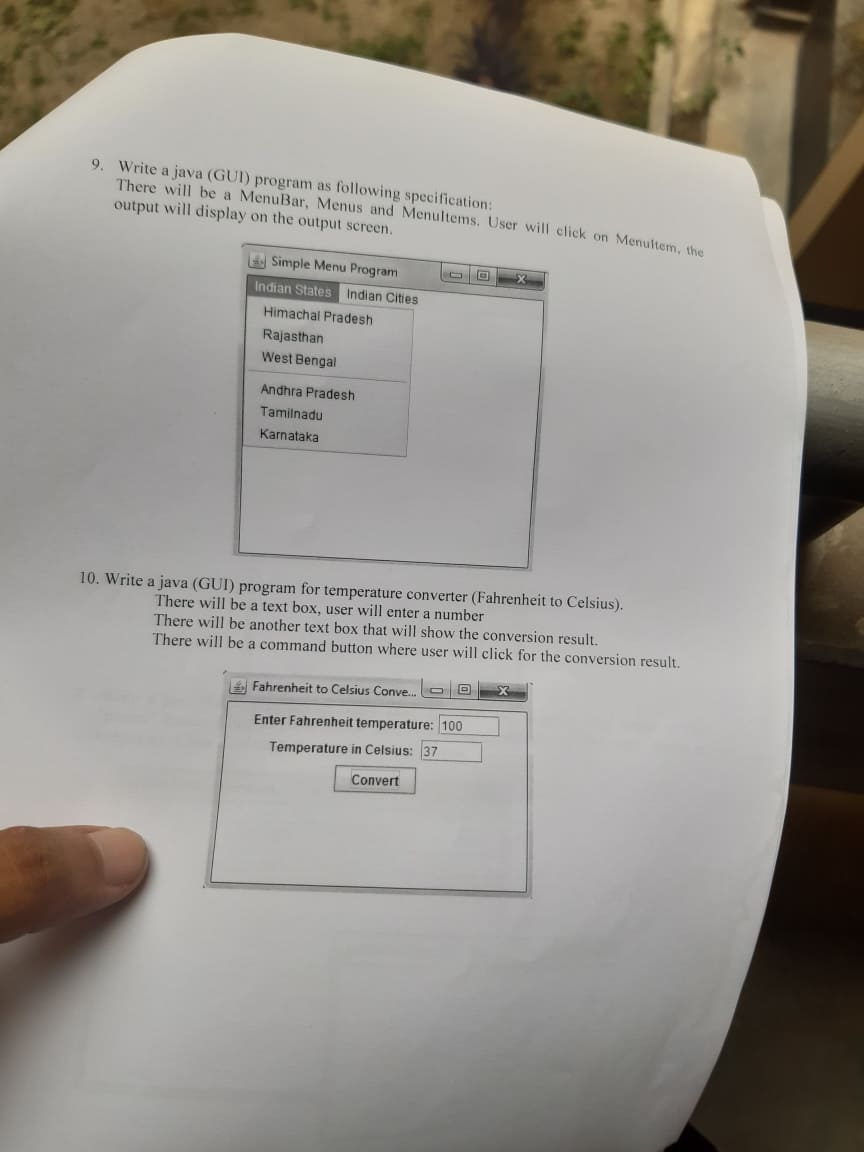 9. Write a java (GUI) program as following specification:
There will be a MenuBar, Menus and MenuItems. User will click on MenuItem, the
output will display on the output screen.
Simple Menu Program
Indian States Indian Cities
Himachal Pradesh
Rajasthan
West Bengal
Andhra Pradesh
Tamilnadu
Karnataka
10. Write a java (GUI) program for temperature converter (Fahrenheit to Celsius).
There will be a text box, user will enter a number
There will be another text box that will show the conversion result.
There will be a command button where user will click for the conversion result.
Fahrenheit to Celsius Conve...
Enter Fahrenheit temperature: 100
Temperature in Celsius: 37
Convert